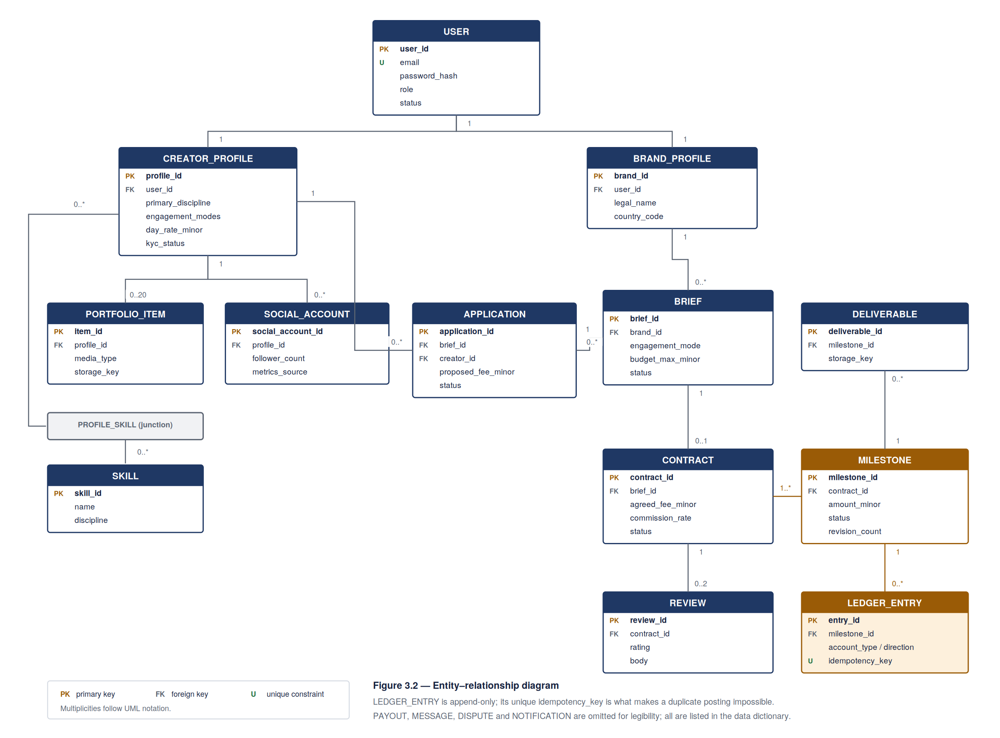 USER
PK user_id
U email
password_hash
role
status
1
1
1
CREATOR_PROFILE
PK profile_id
FK user_id
primary_discipline
engagement_modes
day_rate_minor
kyc_status
BRAND_PROFILE
PK brand_id
FK user_id
legal_name
country_code
1
0..*
1
1
0..20
0..*
0..*
PORTFOLIO_ITEM
PK item_id
FK profile_id
media_type
storage_key
SOCIAL_ACCOUNT
PK social_account_id
FK profile_id
follower_count
metrics_source
0..*
APPLICATION
PK application_id
FK brief_id
FK creator_id
proposed_fee_minor
status
1
0..*
BRIEF
PK brief_id
FK brand_id
engagement_mode
budget_max_minor
status
DELIVERABLE
PK deliverable_id
FK milestone_id
storage_key
0..*
1
PROFILE_SKILL (junction)
0..*
0..1
1
SKILL
PK skill_id
name
discipline
CONTRACT
PK contract_id
FK brief_id
agreed_fee_minor
commission_rate
status
1..*
MILESTONE
PK milestone_id
FK contract_id
amount_minor
status
revision_count
1
1
0..2
0..*
REVIEW
PK review_id
FK contract_id
rating
body
LEDGER_ENTRY
PK entry_id
FK milestone_id
account_type / direction
U idempotency_key
PK primary key FK foreign key U unique constraint
Multiplicities follow UML notation.
Figure 3.2 — Entity–relationship diagram
LEDGER_ENTRY is append-only; its unique idempotency_key is what makes a duplicate posting impossible.
PAYOUT, MESSAGE, DISPUTE and NOTIFICATION are omitted for legibility; all are listed in the data dictionary.